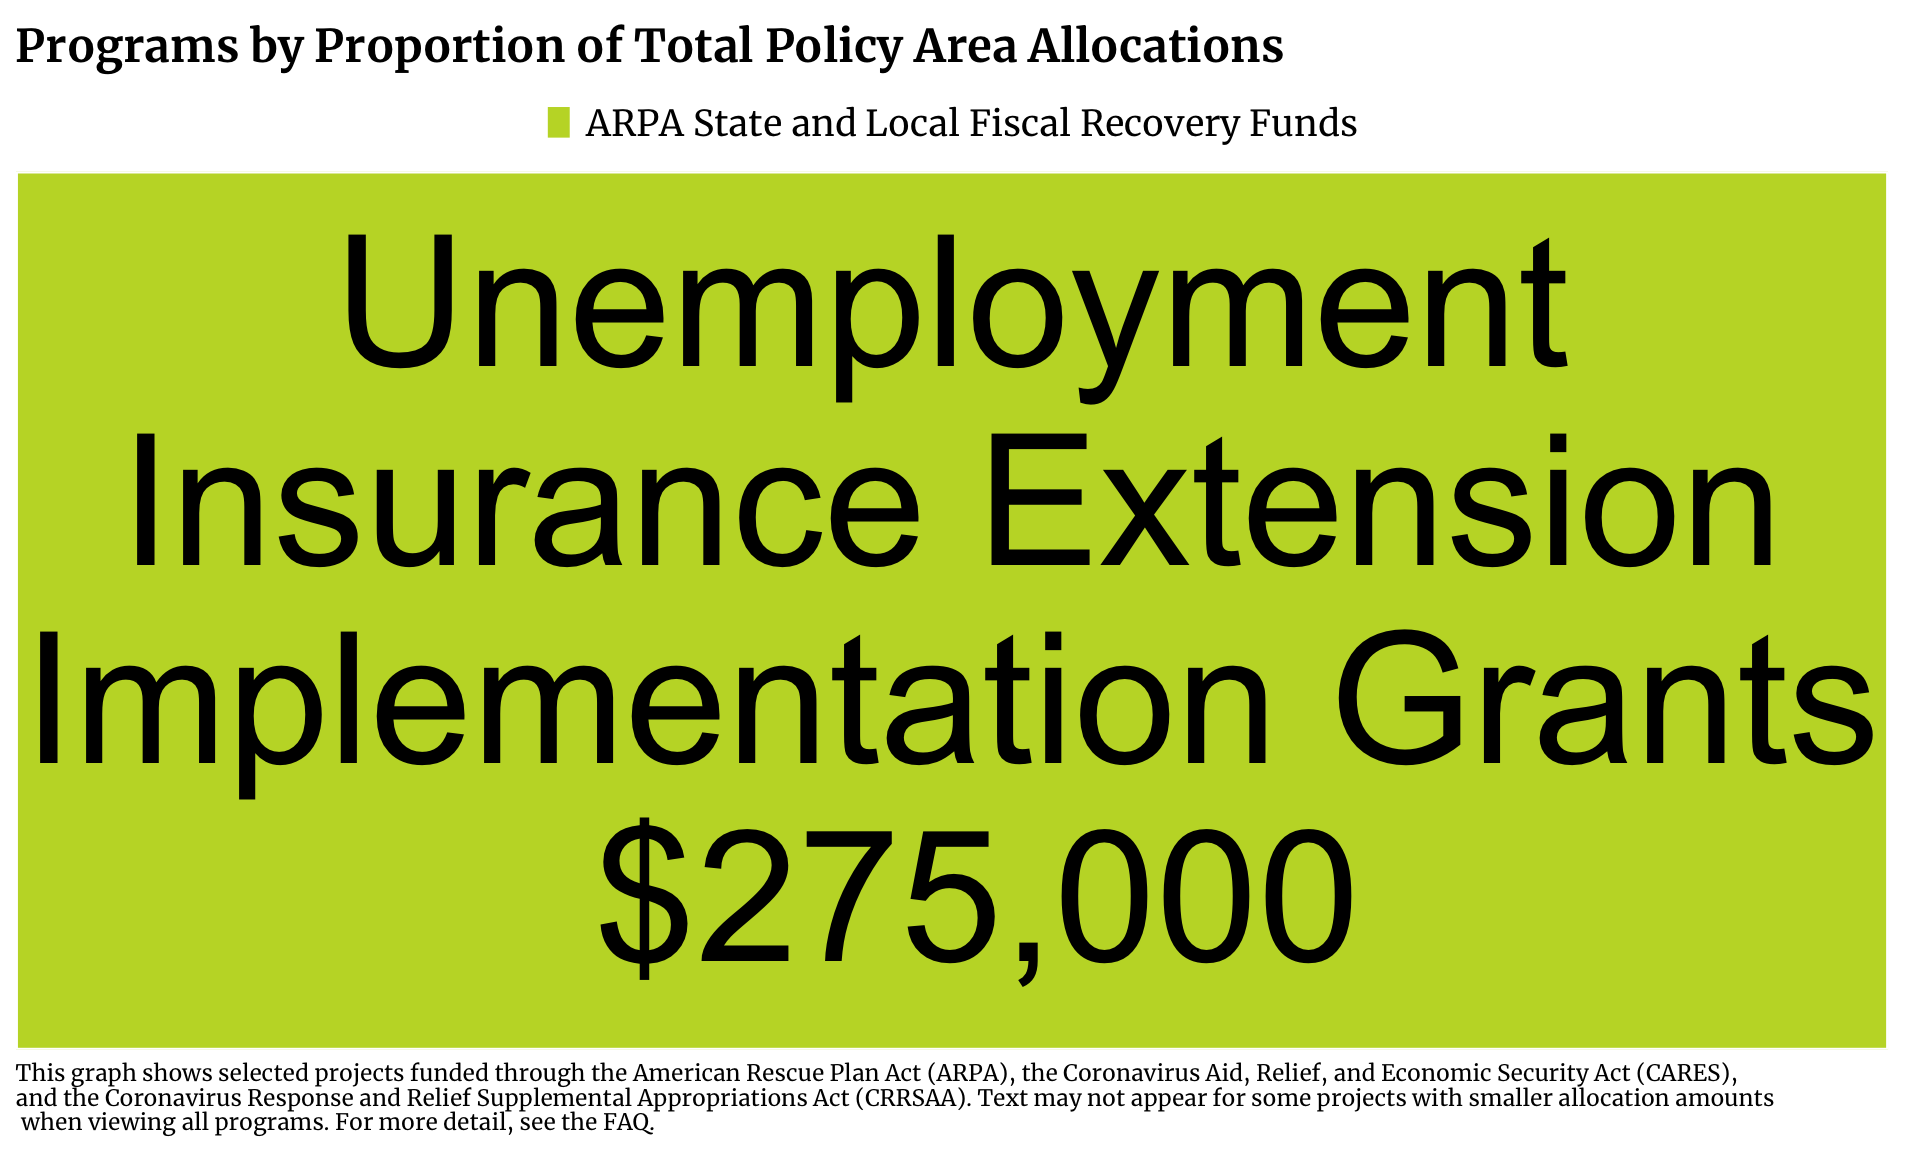 Programs by Proportion of Total Policy Area Allocations
ARPA State and Local Fiscal Recovery Funds
Unemployment
Insurance Extension
Implementation Grants
$275,000
This graph shows selected projects funded through the American Rescue Plan Act (ARPA), the Coronavirus Aid, Relief, and Economic Security Act (CARES),
and the Coronavirus Response and Relief Supplemental Appropriations Act (CRRSAA). Text may not appear for some projects with smaller allocation amounts
when viewing all programs. For more detail, see the FAQ.